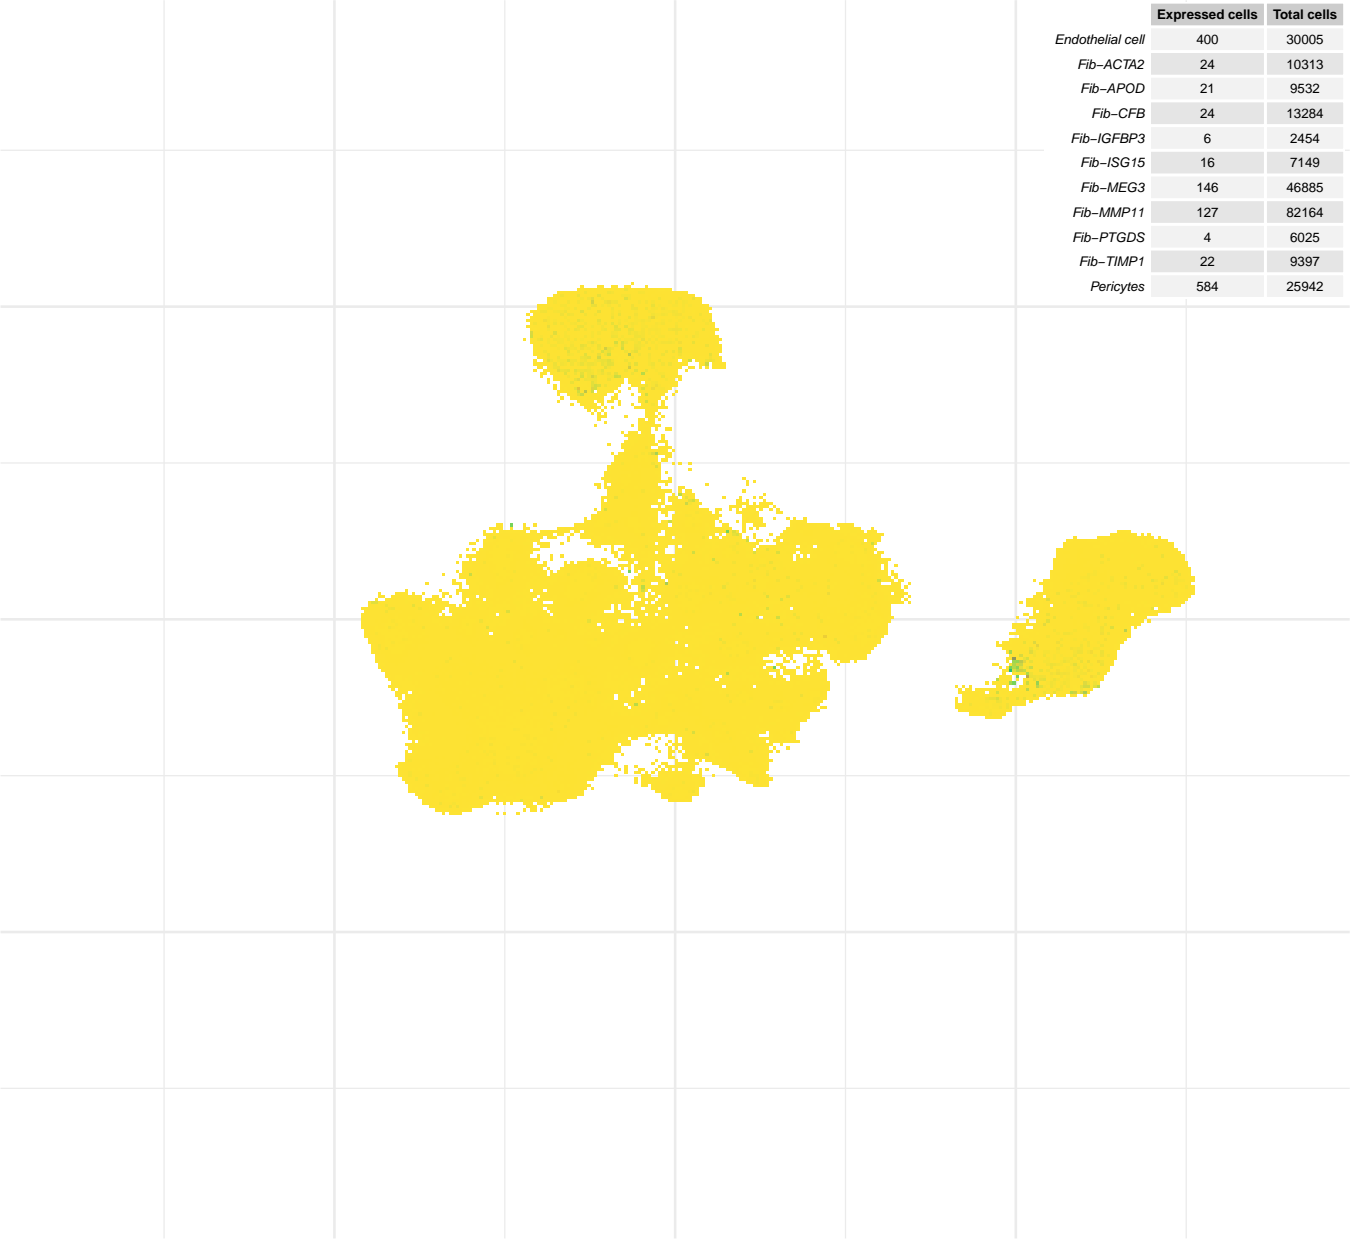 Expressed cells Total cells
Endothelial cell 400 30005
Fib−ACTA2 24 10313
Fib−APOD 21 9532
Fib−CFB 24 13284
Fib−IGFBP3 6 2454
Fib−ISG15 16 7149
Fib−MEG3 146 46885
Fib−MMP11 127 82164
Fib−PTGDS 4 6025
Fib−TIMP1 22 9397
Pericytes 584 25942